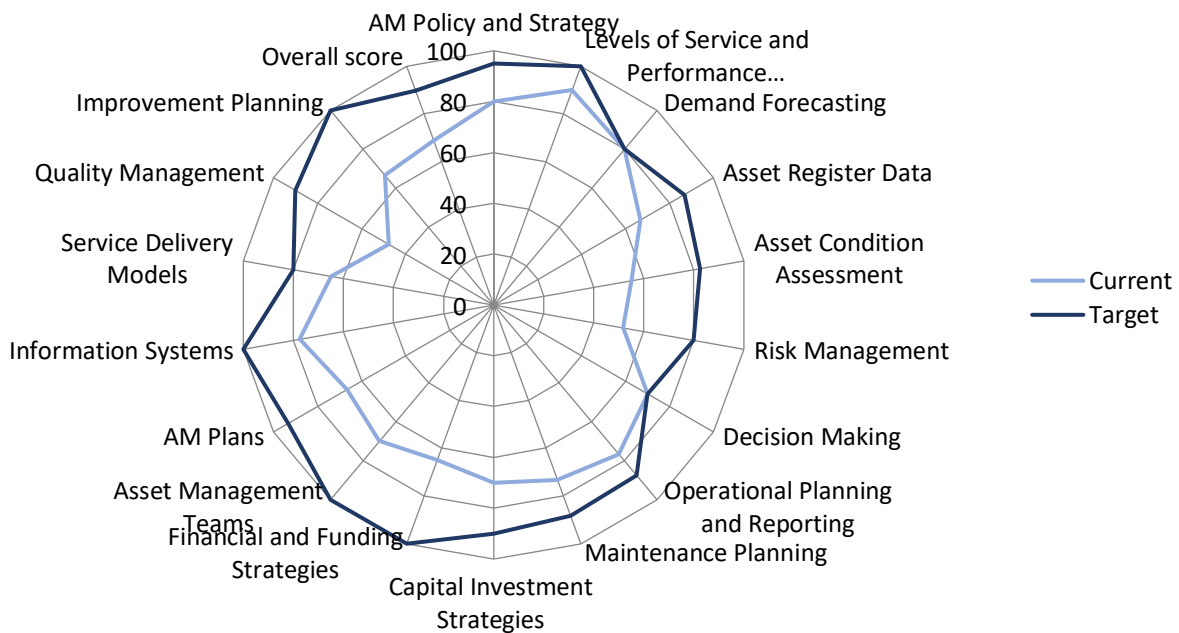 AM Policy and Strategy
Levels of Service and
Performance...
Demand Forecasting
Asset Register Data
Asset Condition
Assessment
Risk Management
Decision Making
Operational Planning
and Reporting
Maintenance Planning
Capital Investment
Strategies
Financial and Funding
Strategies
Asset Management
Teams
AM Plans
Information Systems
Service Delivery
Models
Quality Management
Improvement Planning
Overall score
100
80
60
40
20
0
Current
Target